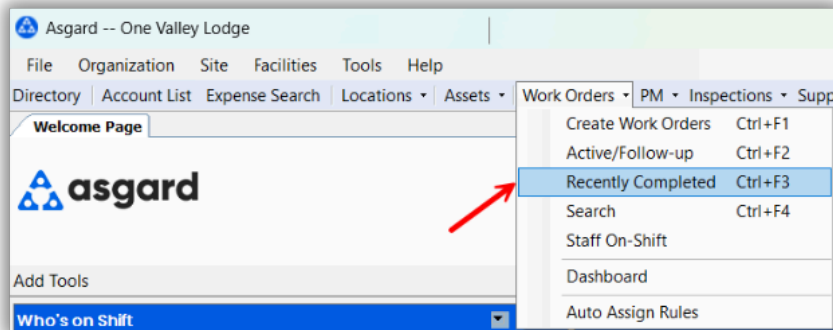 Asgard -- One Valley Lodge
File Organization Site Facilities Tools Help
Directory Account List Expense Search Locations Assets Work Orders PM Inspections Supp
Welcome Page
asgard
Create Work Orders Ctrl+F1
Active/Follow-up Ctrl+F2
Recently Completed Ctrl+F3
Search Ctrl+F4
Staff On-Shift
Dashboard
Auto Assign Rules
Add Tools
Who's on Shift